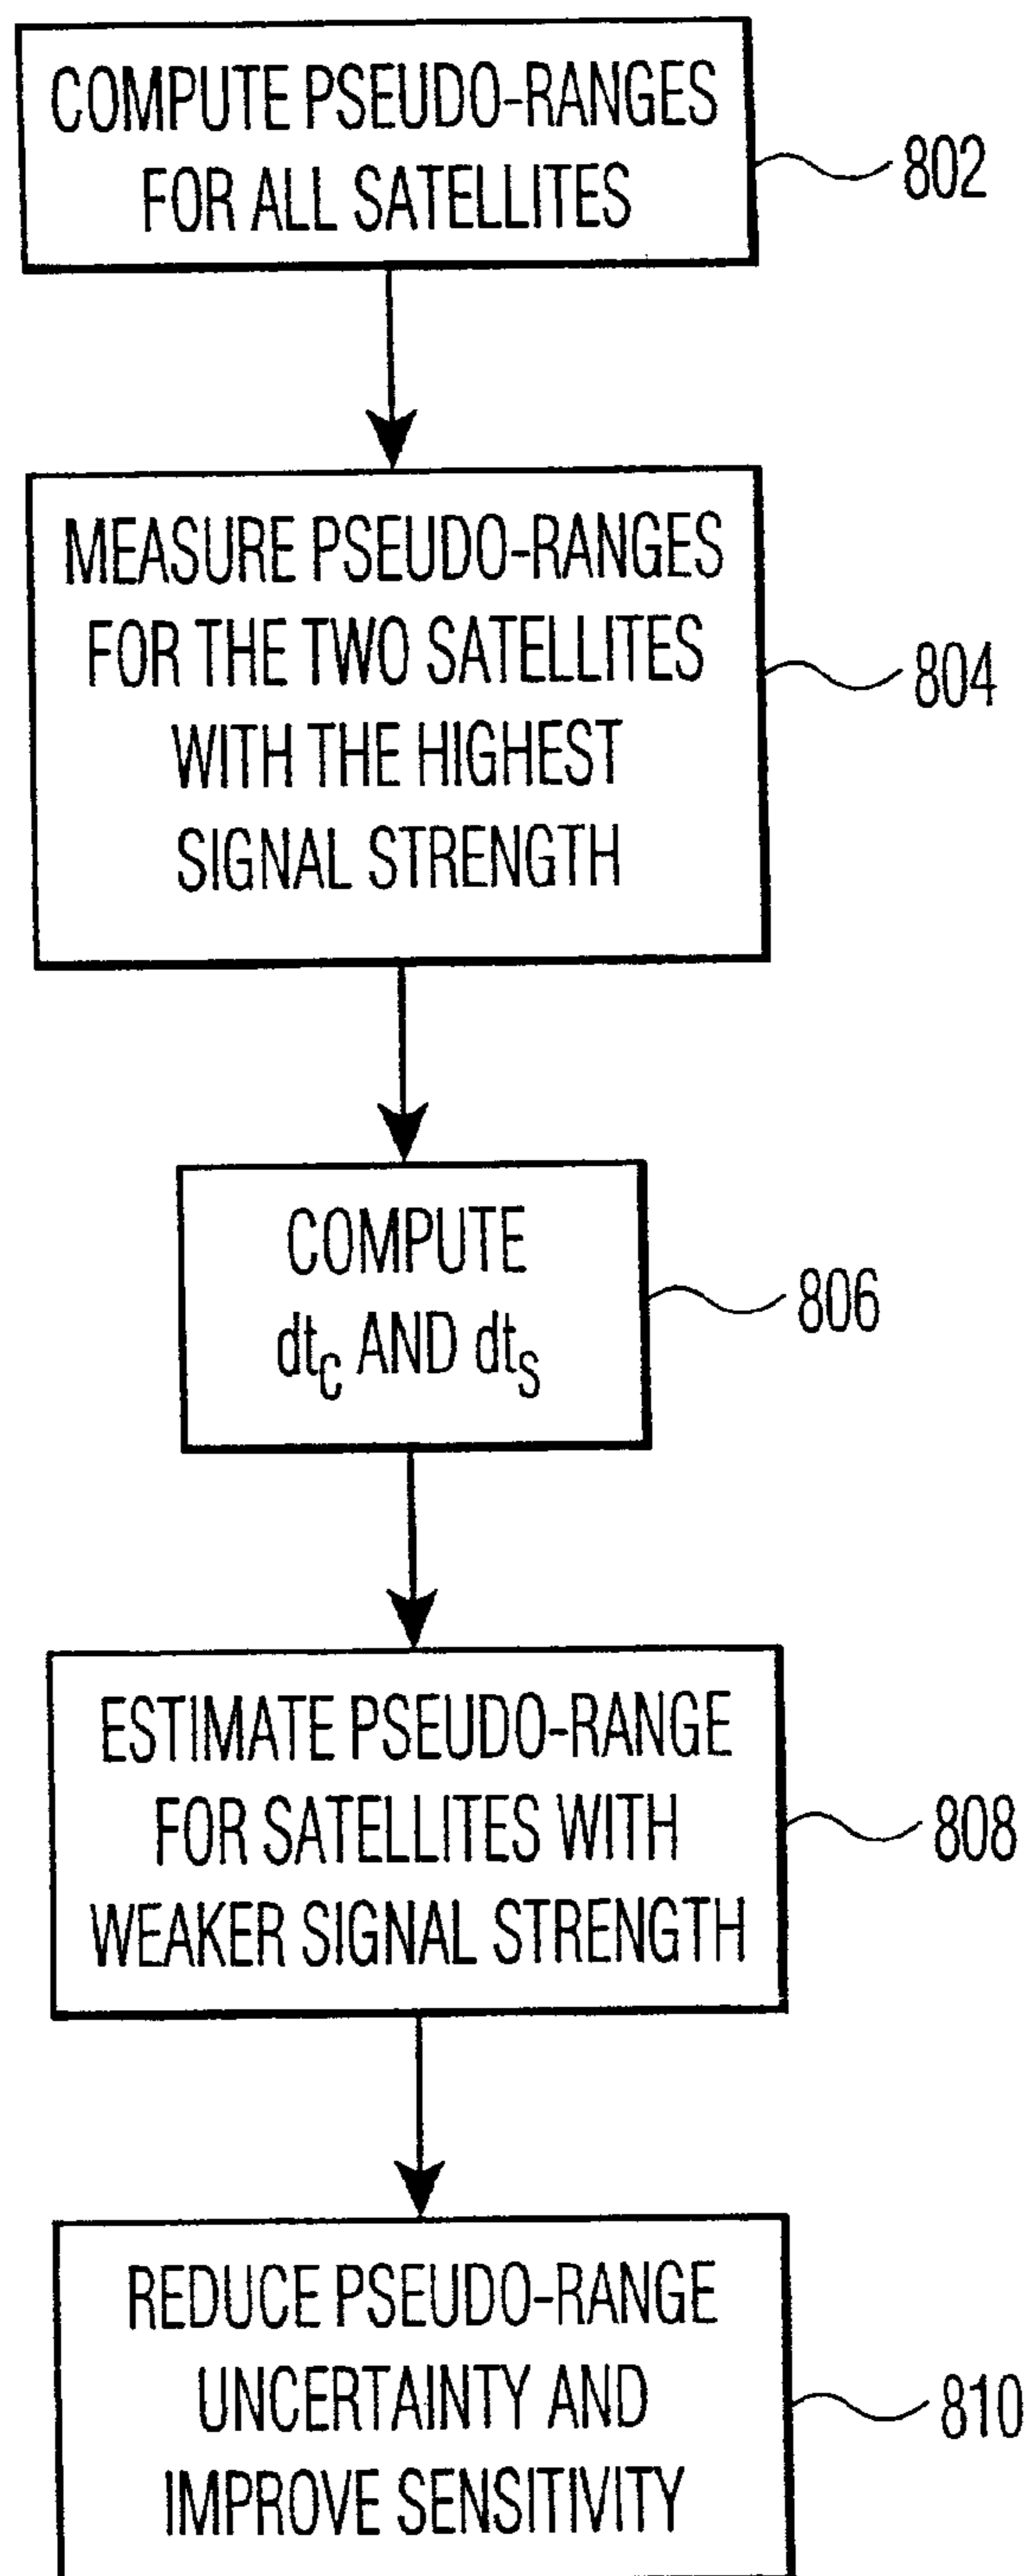 COMPUTE PSEUDO-RANGES
FOR ALL SATELLITES
802
MEASURE PSEUDO-RANGES
FOR THE TWO SATELLITES
WITH THE HIGHEST
SIGNAL STRENGTH
804
COMPUTE
dtC AND dtS
806
ESTIMATE PSEUDO-RANGE
FOR SATELLITES WITH
WEAKER SIGNAL STRENGTH
808
REDUCE PSEUDO-RANGE
UNCERTAINTY AND
IMPROVE SENSITIVITY
810